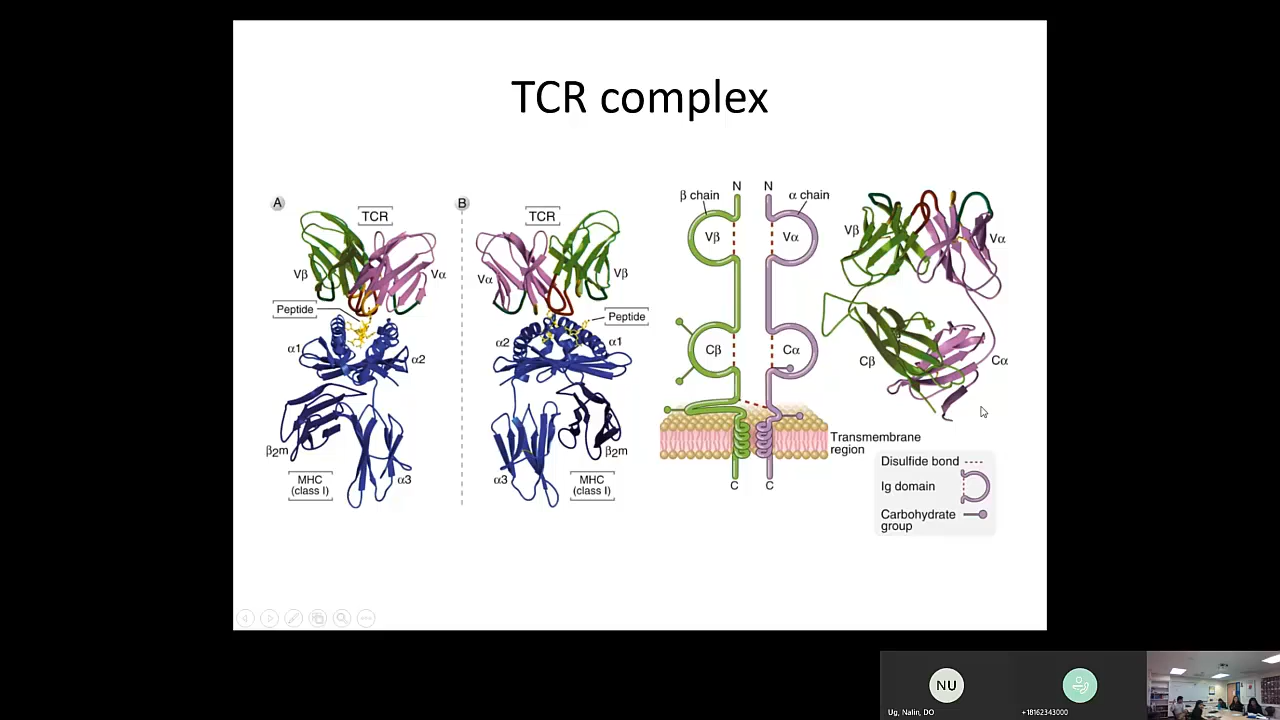 TCR complex
A
TCR
Vβ
Vα
Peptide
α1
α2
β2m
MHC
(class I)
α3
B
TCR
Vα
Vβ
Peptide
α2
α1
β2m
α3
MHC
(class I)
β chain
N
N
α chain
Vβ
Vα
Cβ
Cα
C
C
Transmembrane
region
Vβ
Vα
Cβ
Cα
Disulfide bond
Ig domain
Carbohydrate
group
NU
Ug, Nalin, DO
+18162343000